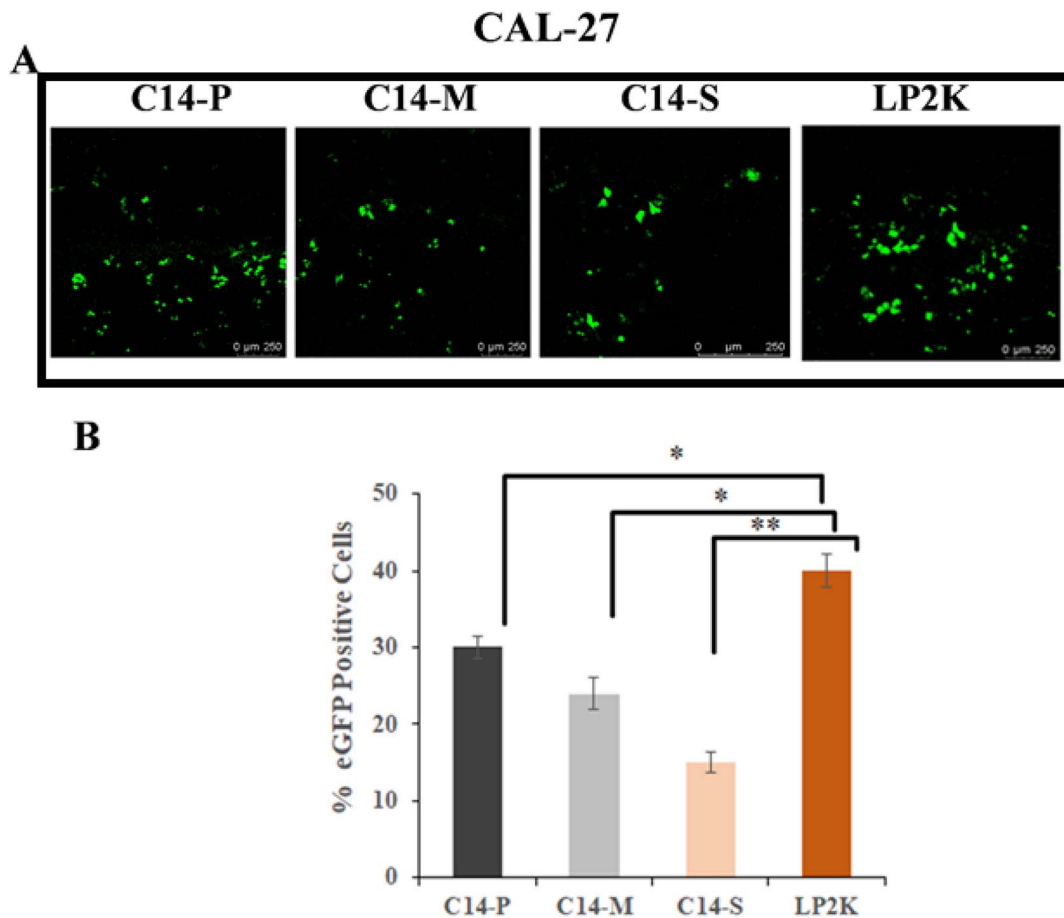 CAL-27
A
C14-P C14-M C14-S LP2K
0 µm 250 0 µm 250 0 µm 250 0 µm 250
B
*
*
**
% eGFP Positive Cells
50
40
30
20
10
0
C14-P C14-M C14-S LP2K